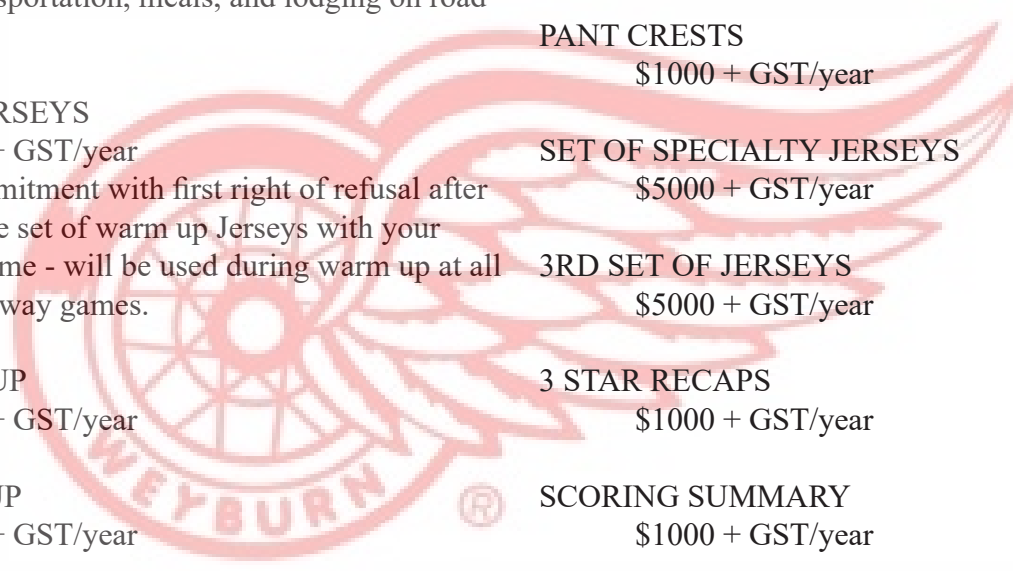 meals, and lodging on road
+ GST/year
with first right of refusal after
set of warm up Jerseys with your
- will be used during warm up at all
games.
+ GST/year
+ GST/year
PANT CRESTS
$1000 + GST/year
SET OF SPECIALTY JERSEYS
$5000 + GST/year
3RD SET OF JERSEYS
$5000 + GST/year
3 STAR RECAPS
$1000 + GST/year
SCORING SUMMARY
$1000 + GST/year
WEYBURN
®